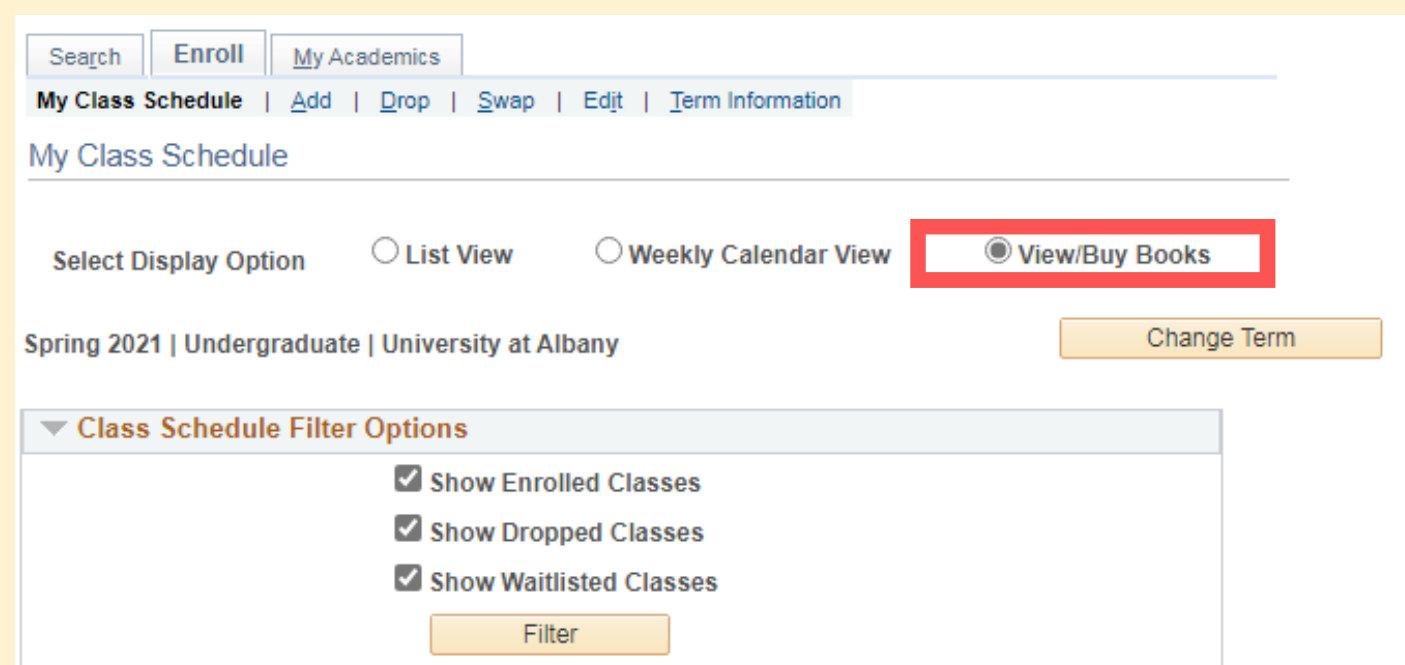 Search Enroll My Academics
My Class Schedule | Add | Drop | Swap | Edit | Term Information
My Class Schedule
Select Display Option List View Weekly Calendar View View/Buy Books
Spring 2021 | Undergraduate | University at Albany Change Term
Class Schedule Filter Options
Show Enrolled Classes
Show Dropped Classes
Show Waitlisted Classes
Filter